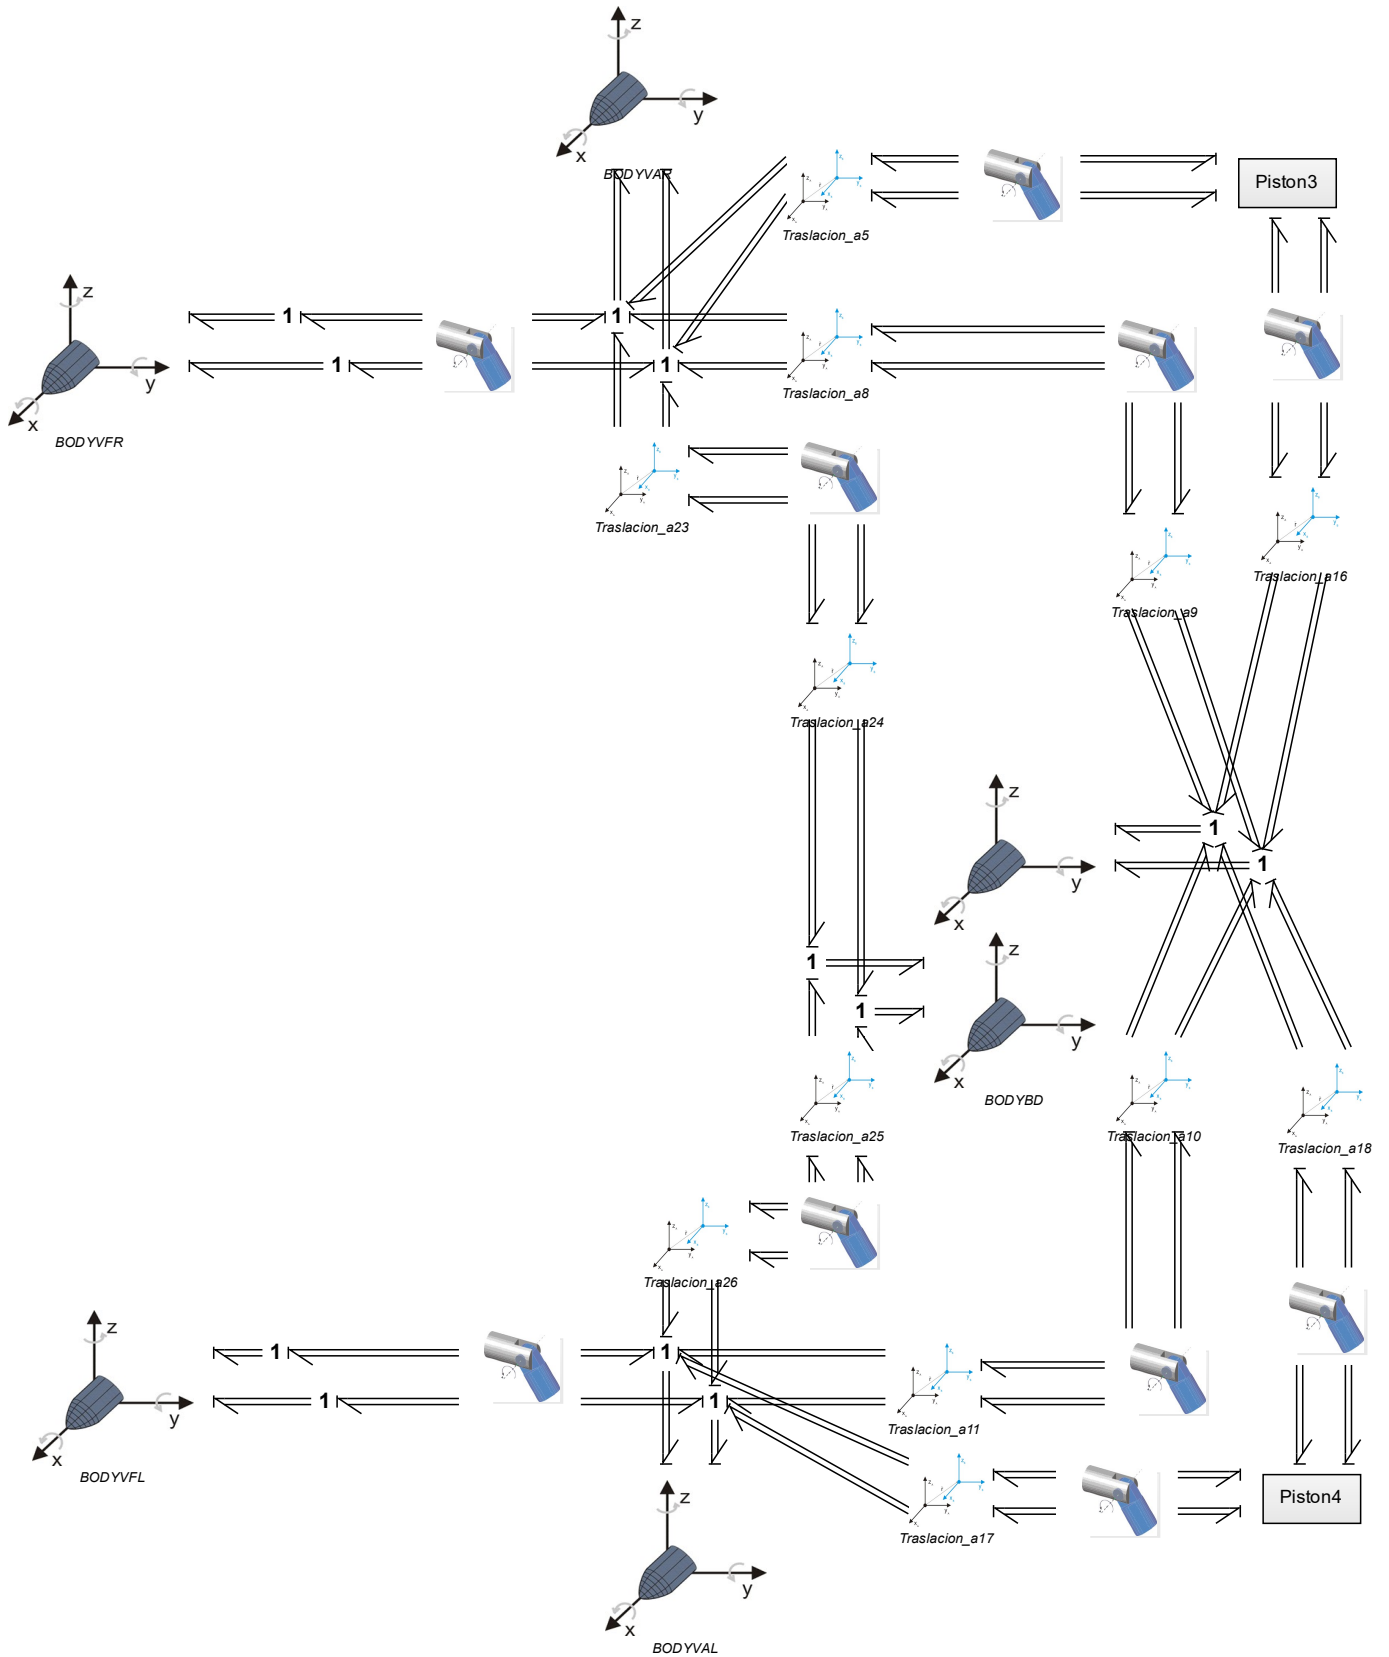 z
y
x
BODYVAR
Traslacion_a5
Piston3
z
y
x
BODYVFR
1
1
1
1
Traslacion_a8
Traslacion_a23
Traslacion_a16
Traslacion_a9
Traslacion_a24
z
y
x
1
1
1
1
z
y
x
BODYBD
Traslacion_a25
Traslacion_a10
Traslacion_a18
Traslacion_a26
z
y
x
BODYVFL
1
1
1
1
Traslacion_a11
Traslacion_a17
Piston4
z
y
x
BODYVAL